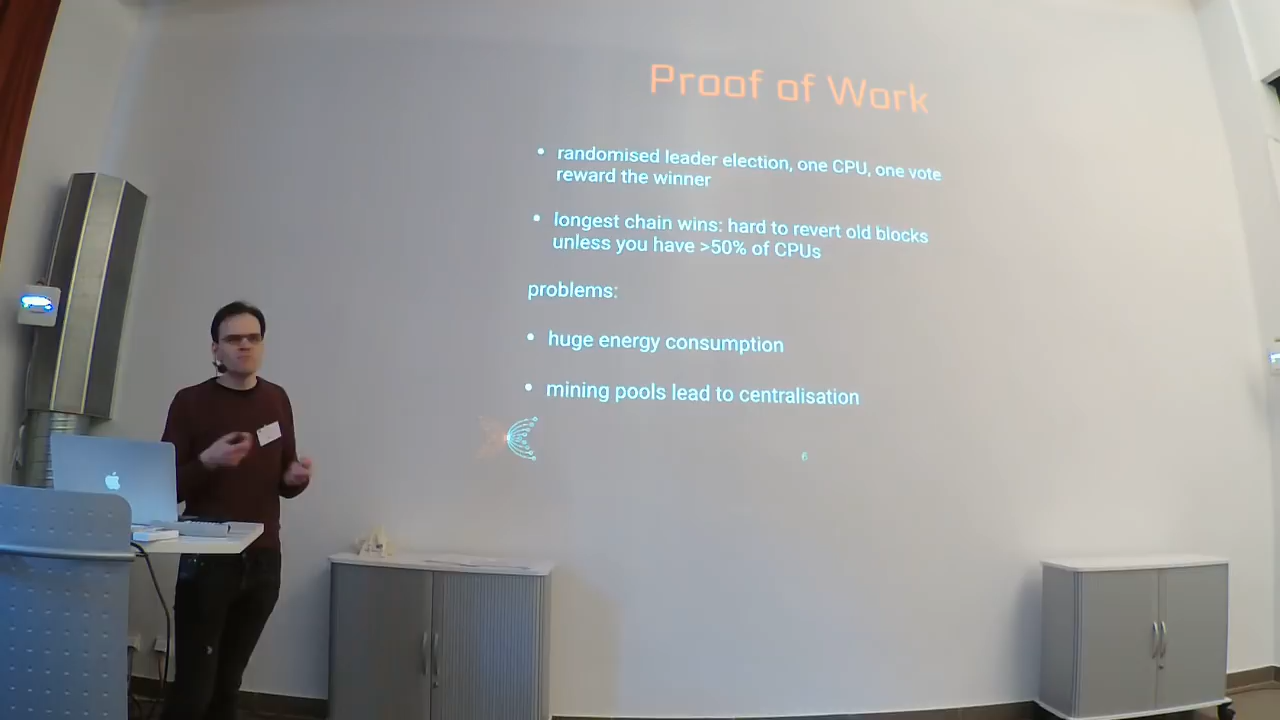 Proof of Work
• randomised leader election, one CPU, one vote
reward the winner
• longest chain wins: hard to revert old blocks
unless you have >50% of CPUs
problems:
• huge energy consumption
• mining pools lead to centralisation
6